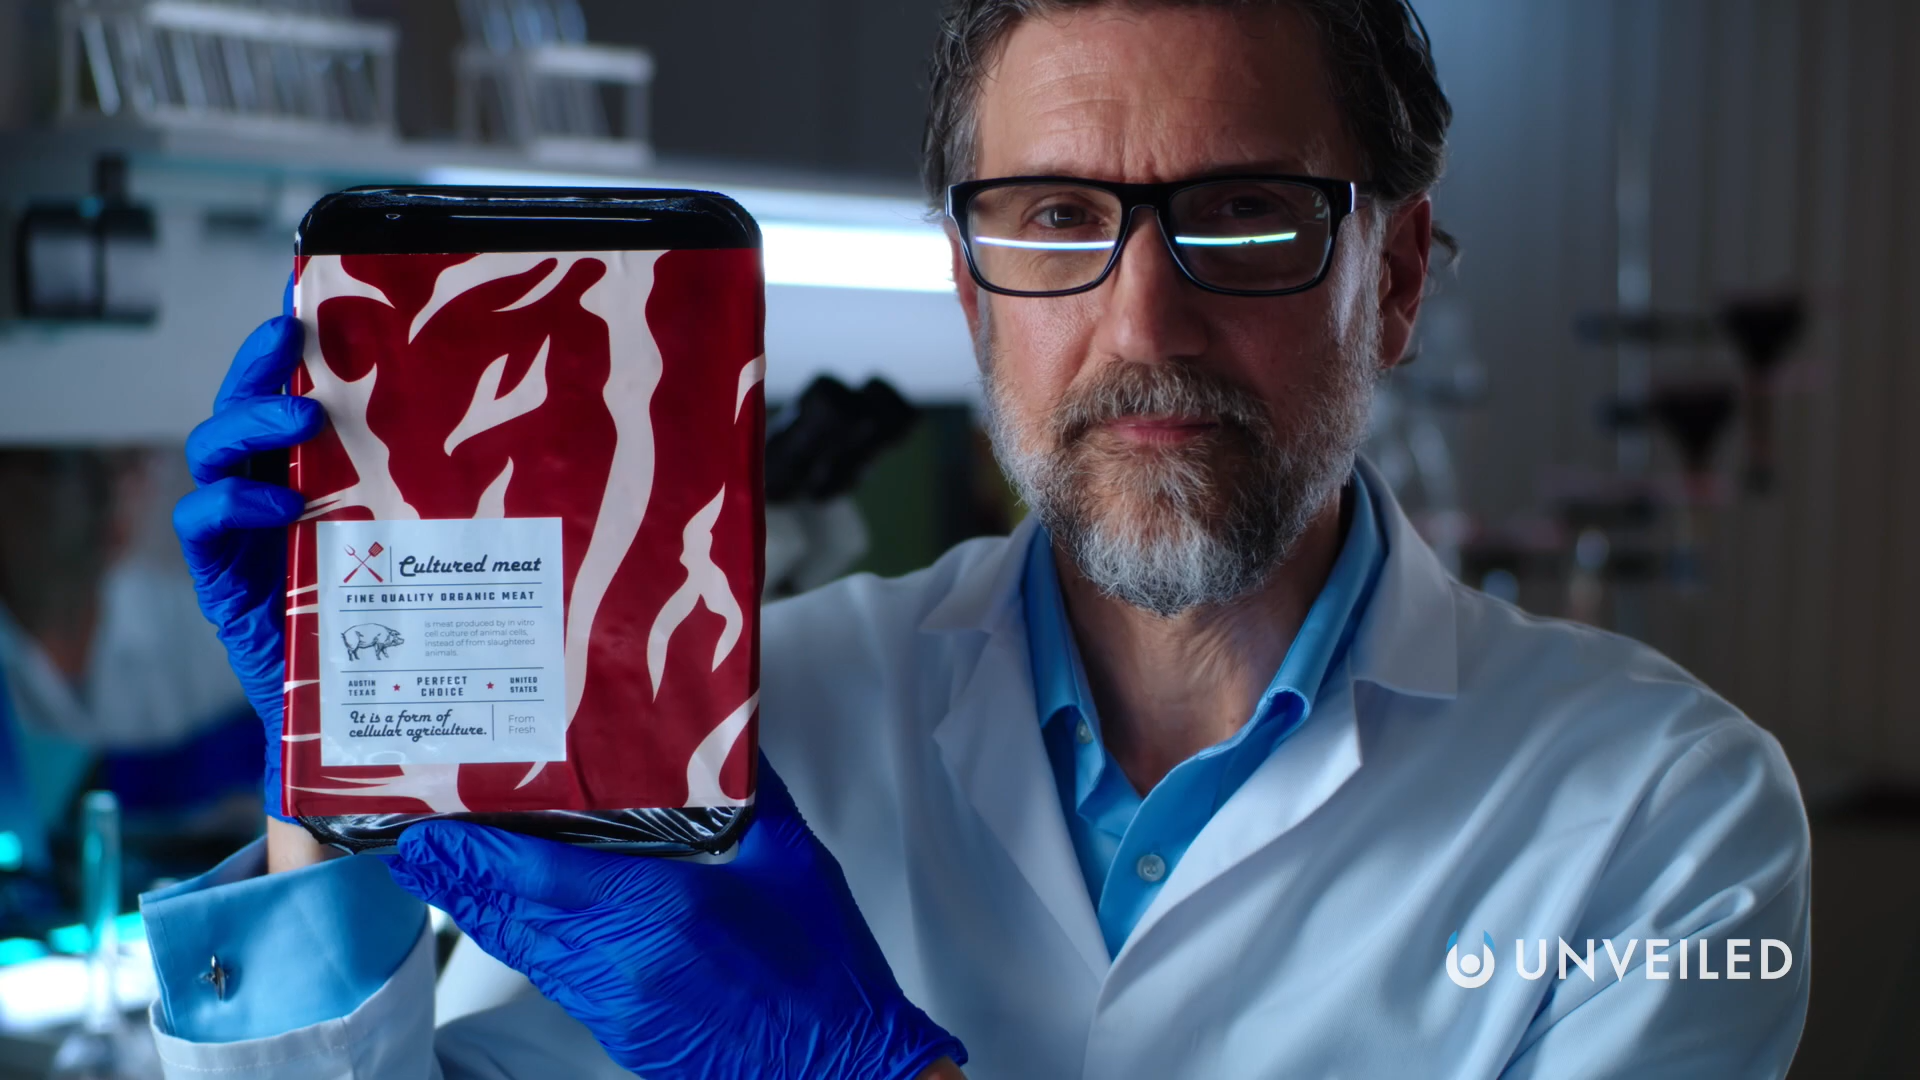 Cultured meat
FINE QUALITY ORGANIC MEAT
is meat produced by in vitro
cell culture of animal cells,
instead of from slaughtered
animals.
AUSTIN
TEXAS
PERFECT
CHOICE
UNITED
STATES
It is a form of
cellular agriculture.
From
Fresh
UNVEILED